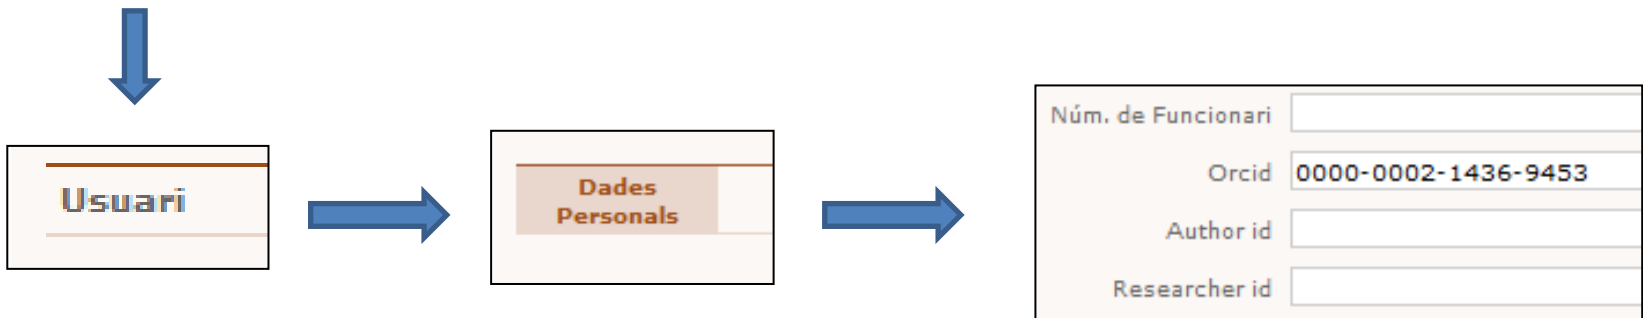 Usuari
Dades
Personals
Núm. de Funcionari
Orcid 0000-0002-1436-9453
Author id
Researcher id